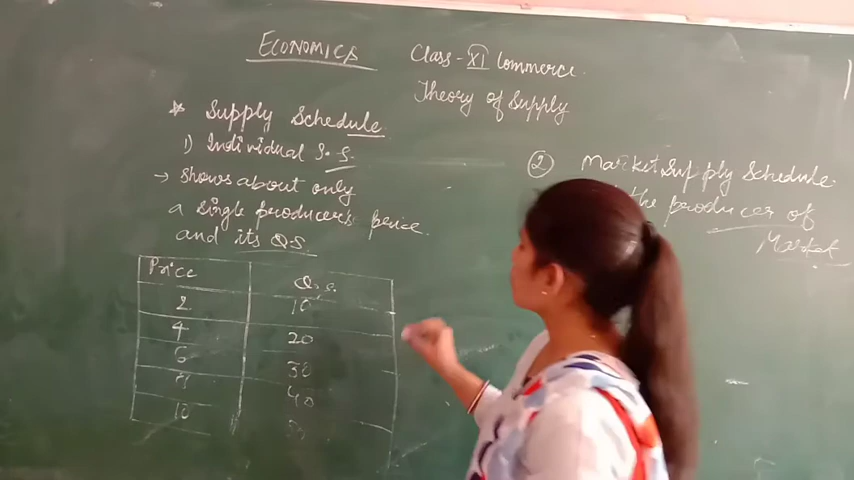 Economics
Class - XI Commerce.
Theory of Supply
* Supply Schedule
1) Individual S.S.
→ Shows about only
a single producer's price.
and its Q.S.
Price Q.s.
2 10
4 20
6 30
8 40
10
② Market Supply Schedule.
the producer of
Market.